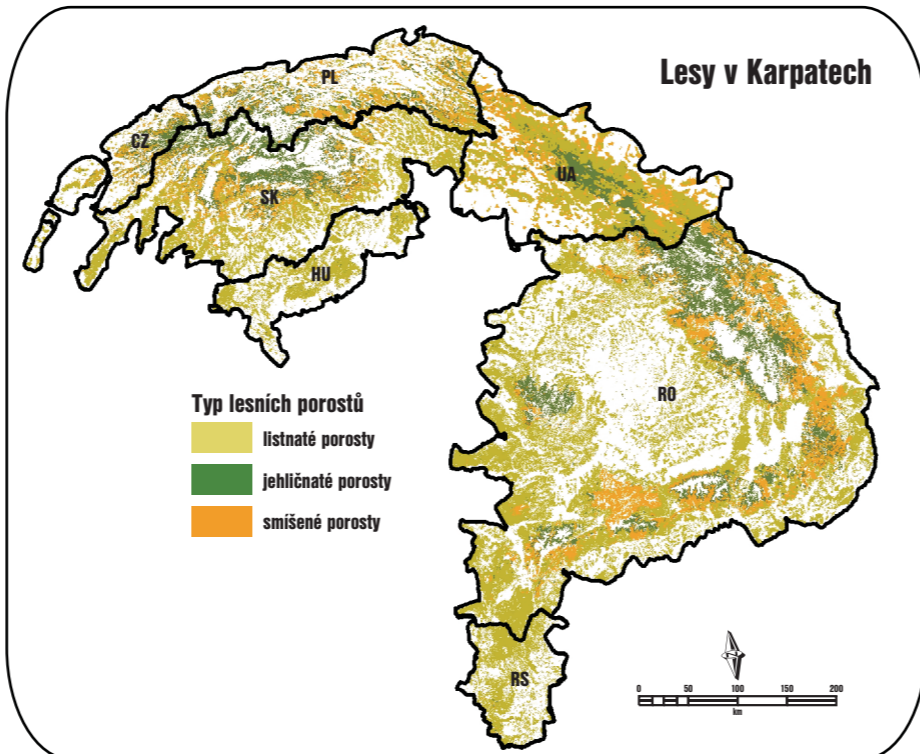 Lesy v Karpatech
PL
CZ
SK
UA
HU
RO
RS
Typ lesních porostů
listnaté porosty
jehličnaté porosty
smíšené porosty
N
0 50 100 150 200
km